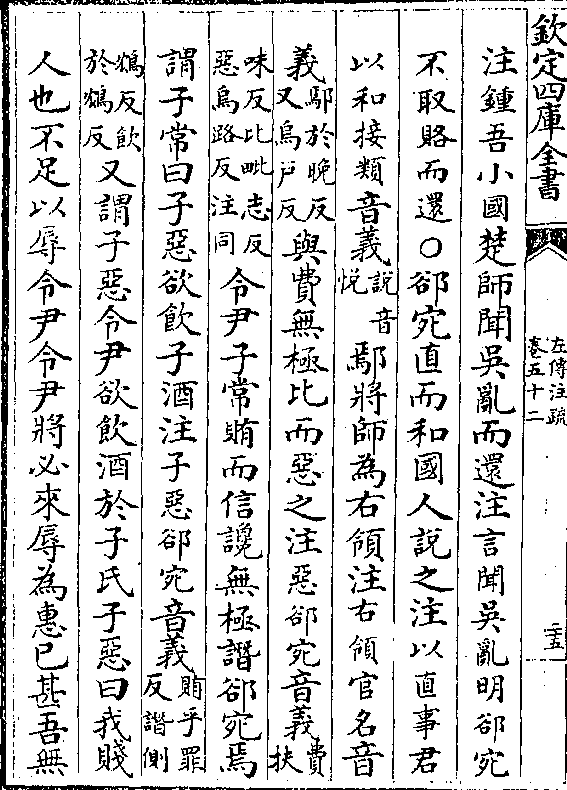 欽定四庫全書
左傳注疏
卷五十二
二五
注鍾吾小國楚師聞吳亂而還注言聞吳亂明郤宛
不取賂而還○郤宛直而和國人說之注以直事君
以和接類音義說音悅鄢將師為右領注右領官名音
義鄢於晚反又烏戶反與費無極比而惡之注惡郤宛音義費扶
味反比毗志反惡烏路反注同令尹子常賄而信讒無極譖郤宛焉
謂子常曰子惡欲飲子酒注子惡郤宛音義賄乎罪反譖側
鴆反飲於鴆反又謂子惡令尹欲飲酒於子氏子惡曰我賤
人也不足以辱令尹令尹將必來辱為惠已甚吾無